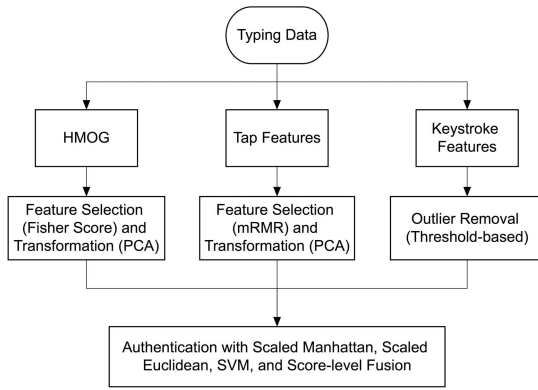 Typing Data
HMOG
Tap Features
Keystroke
Features
Feature Selection
(Fisher Score) and
Transformation (PCA)
Feature Selection
(mRMR) and
Transformation (PCA)
Outlier Removal
(Threshold-based)
Authentication with Scaled Manhattan, Scaled
Euclidean, SVM, and Score-level Fusion